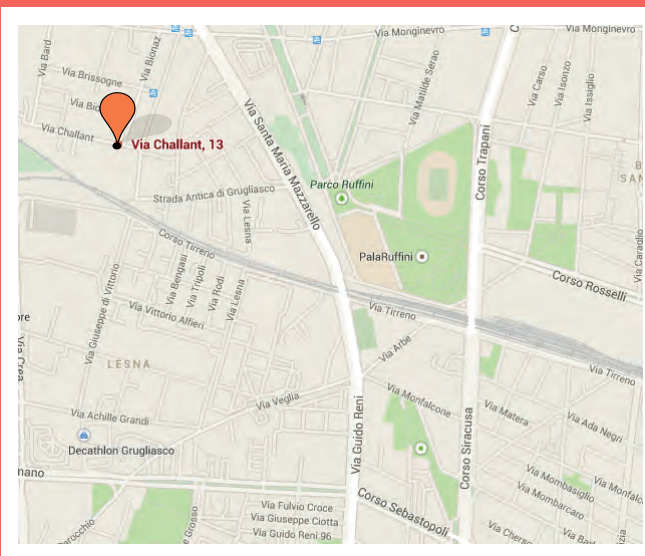 Via Monginevro
Via Monginevro
Via Bard
Via Bionaz
Via Brissogne
Via Challant
Via Challant, 13
Via Matilde Serao
Via Carso
Via Isonzo
Via Issiglio
Via Santa Maria Mazzarello
Corso Trapani
Parco Ruffini
Strada Antica di Grugliasco
Via Lesna
PalaRuffini
Via Caraglio
Corso Rosselli
Corso Tirreno
Via Bengasi
Via Tripoli
Via Rodi
Via Lesna
Via Giuseppe di Vittorio
Via Vittorio Alfieri
Via Tirreno
Via Tirreno
LESNA
Via Arbe
Via Veglia
Via Monfalcone
Via Matera
Via Ada Negri
Via Achille Grandi
Decathlon Grugliasco
Via Guido Reni
Corso Siracusa
Via Mombasiglio
Via Mombarcaro
Corso Sebastopoli
Via Fulvio Croce
Via Giuseppe Ciotta
Via Guido Reni 96